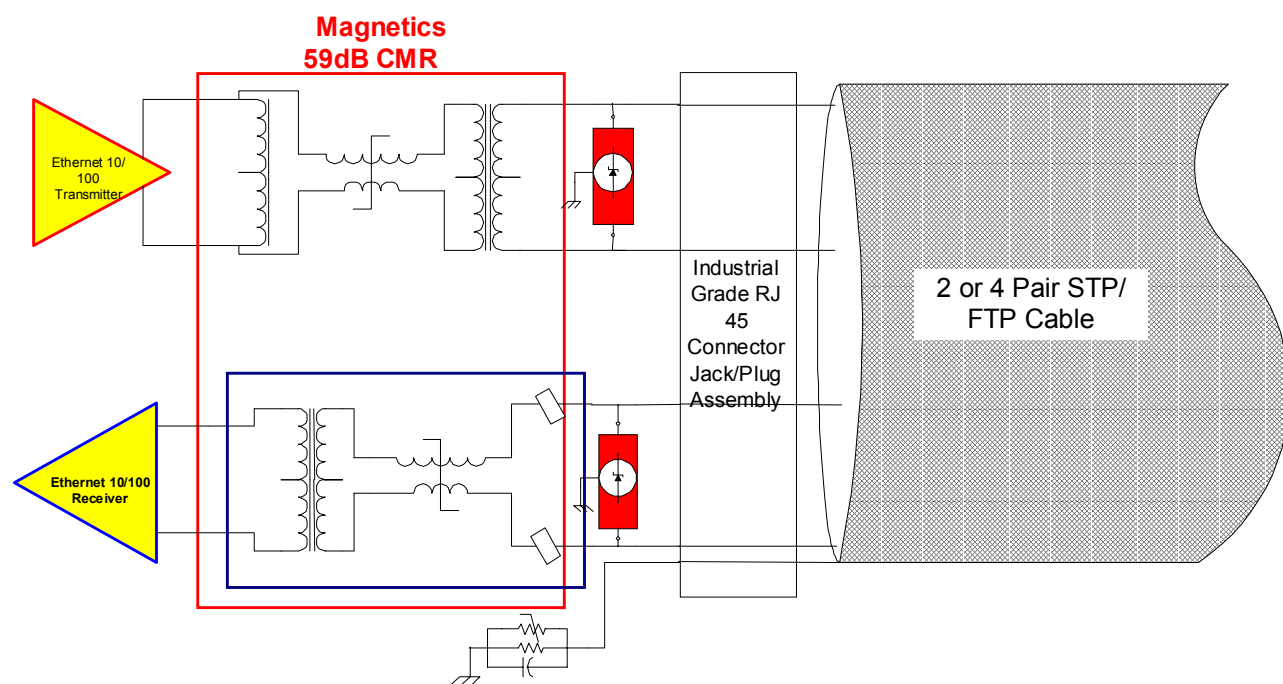 Magnetics
59dB CMR
Ethernet 10/
100
Transmitter
Industrial
Grade RJ
45
Connector
Jack/Plug
Assembly
2 or 4 Pair STP/
FTP Cable
Ethernet 10/100
Receiver